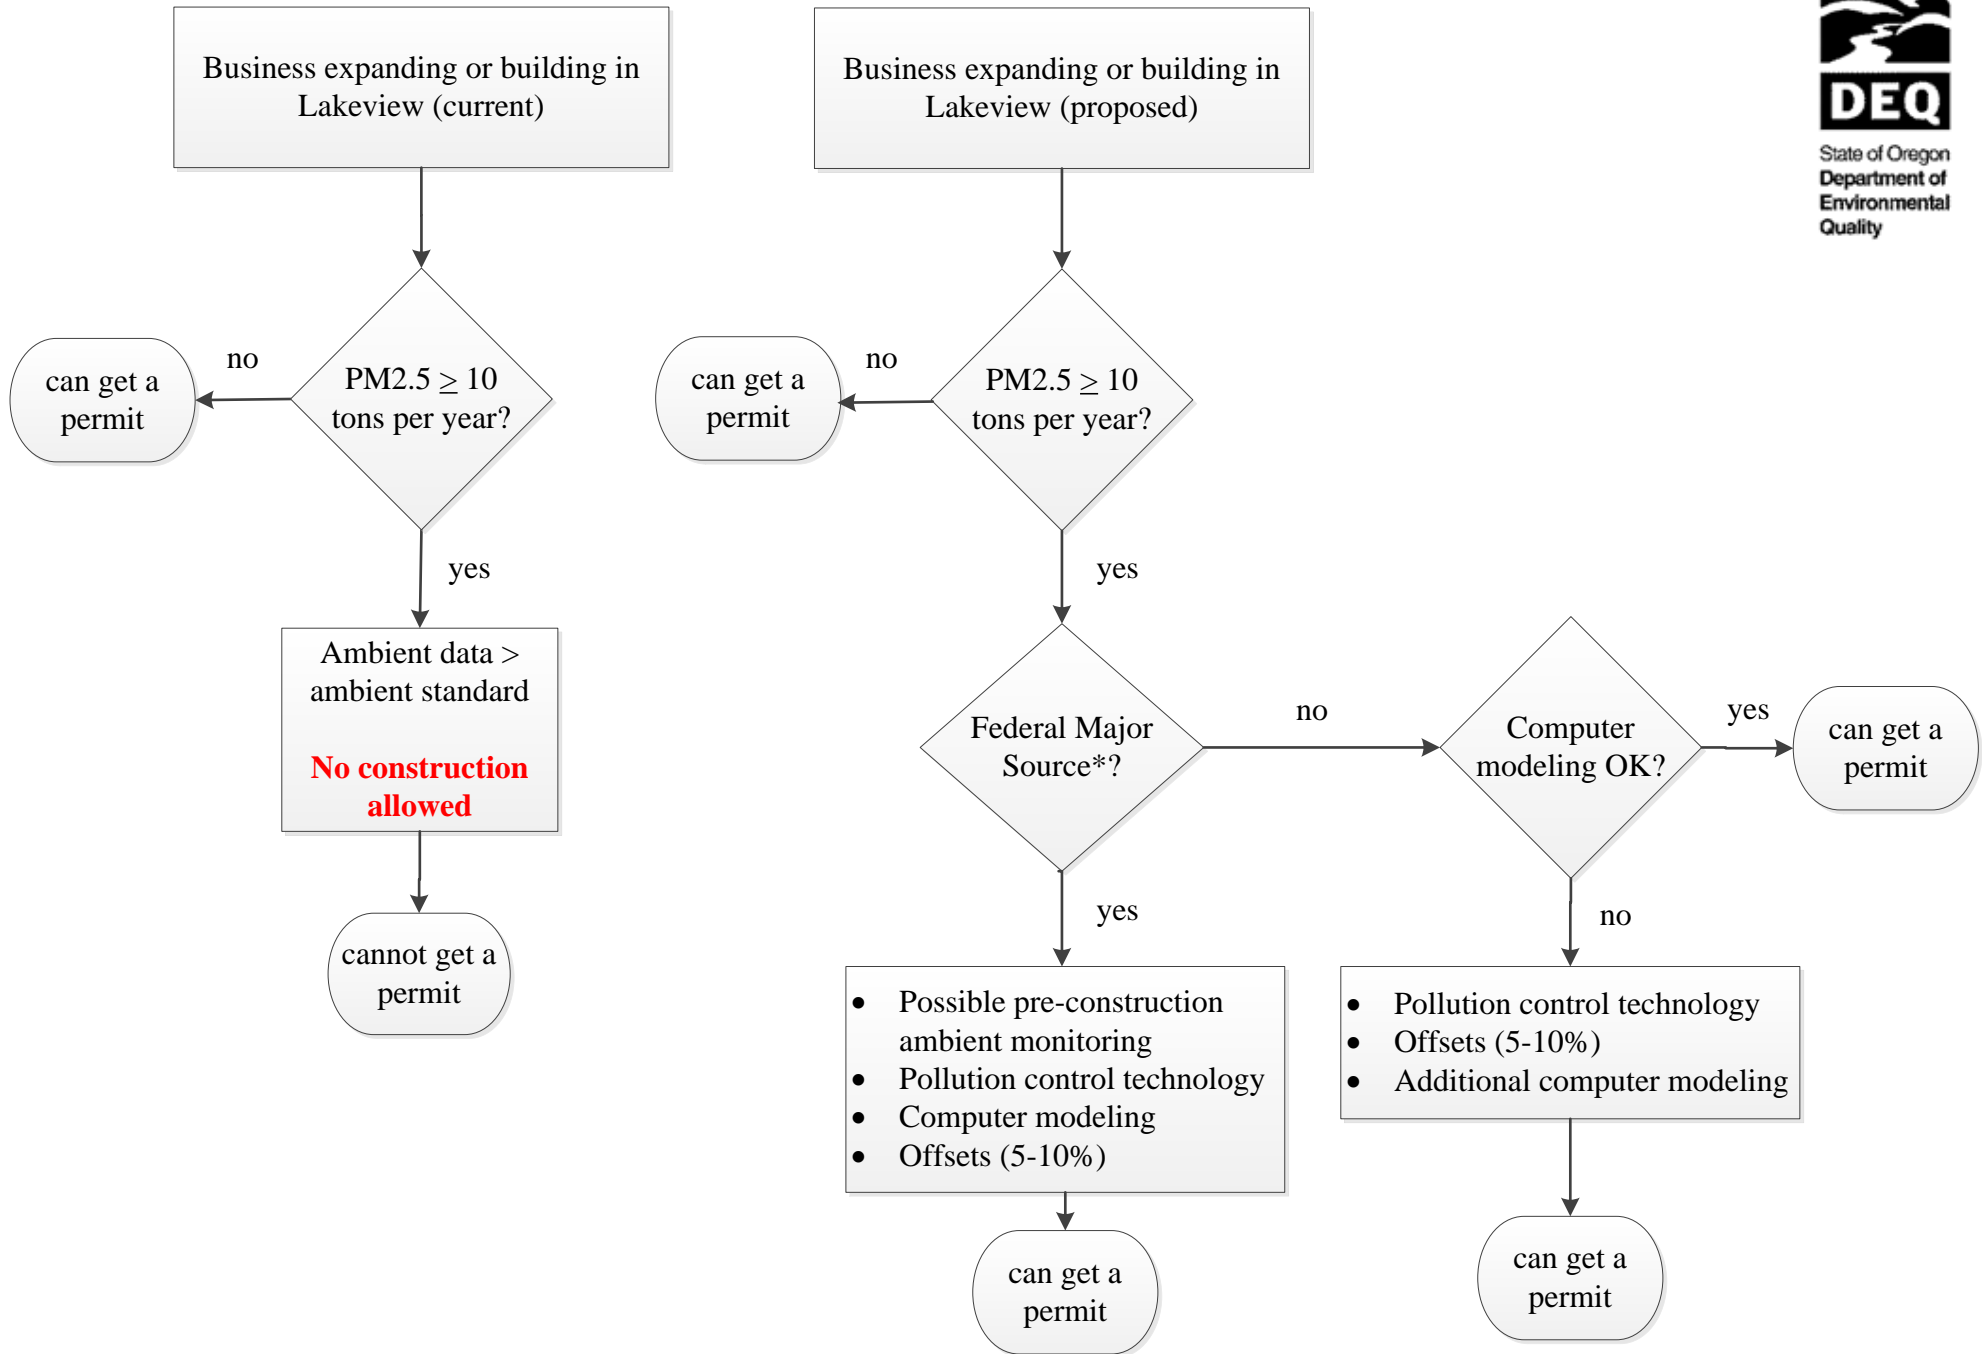 Business expanding or building in
Lakeview (current)
Business expanding or building in
Lakeview (proposed)
DEQ
State of Oregon
Department of
Environmental
Quality
can get a
permit
no
PM2.5 ≥ 10
tons per year?
yes
Ambient data >
ambient standard
No construction
allowed
cannot get a
permit
can get a
permit
no
PM2.5 ≥ 10
tons per year?
yes
Federal Major
Source*?
no
Computer
modeling OK?
yes
can get a
permit
yes
• Possible pre-construction
ambient monitoring
• Pollution control technology
• Computer modeling
• Offsets (5-10%)
can get a
permit
no
• Pollution control technology
• Offsets (5-10%)
• Additional computer modeling
can get a
permit